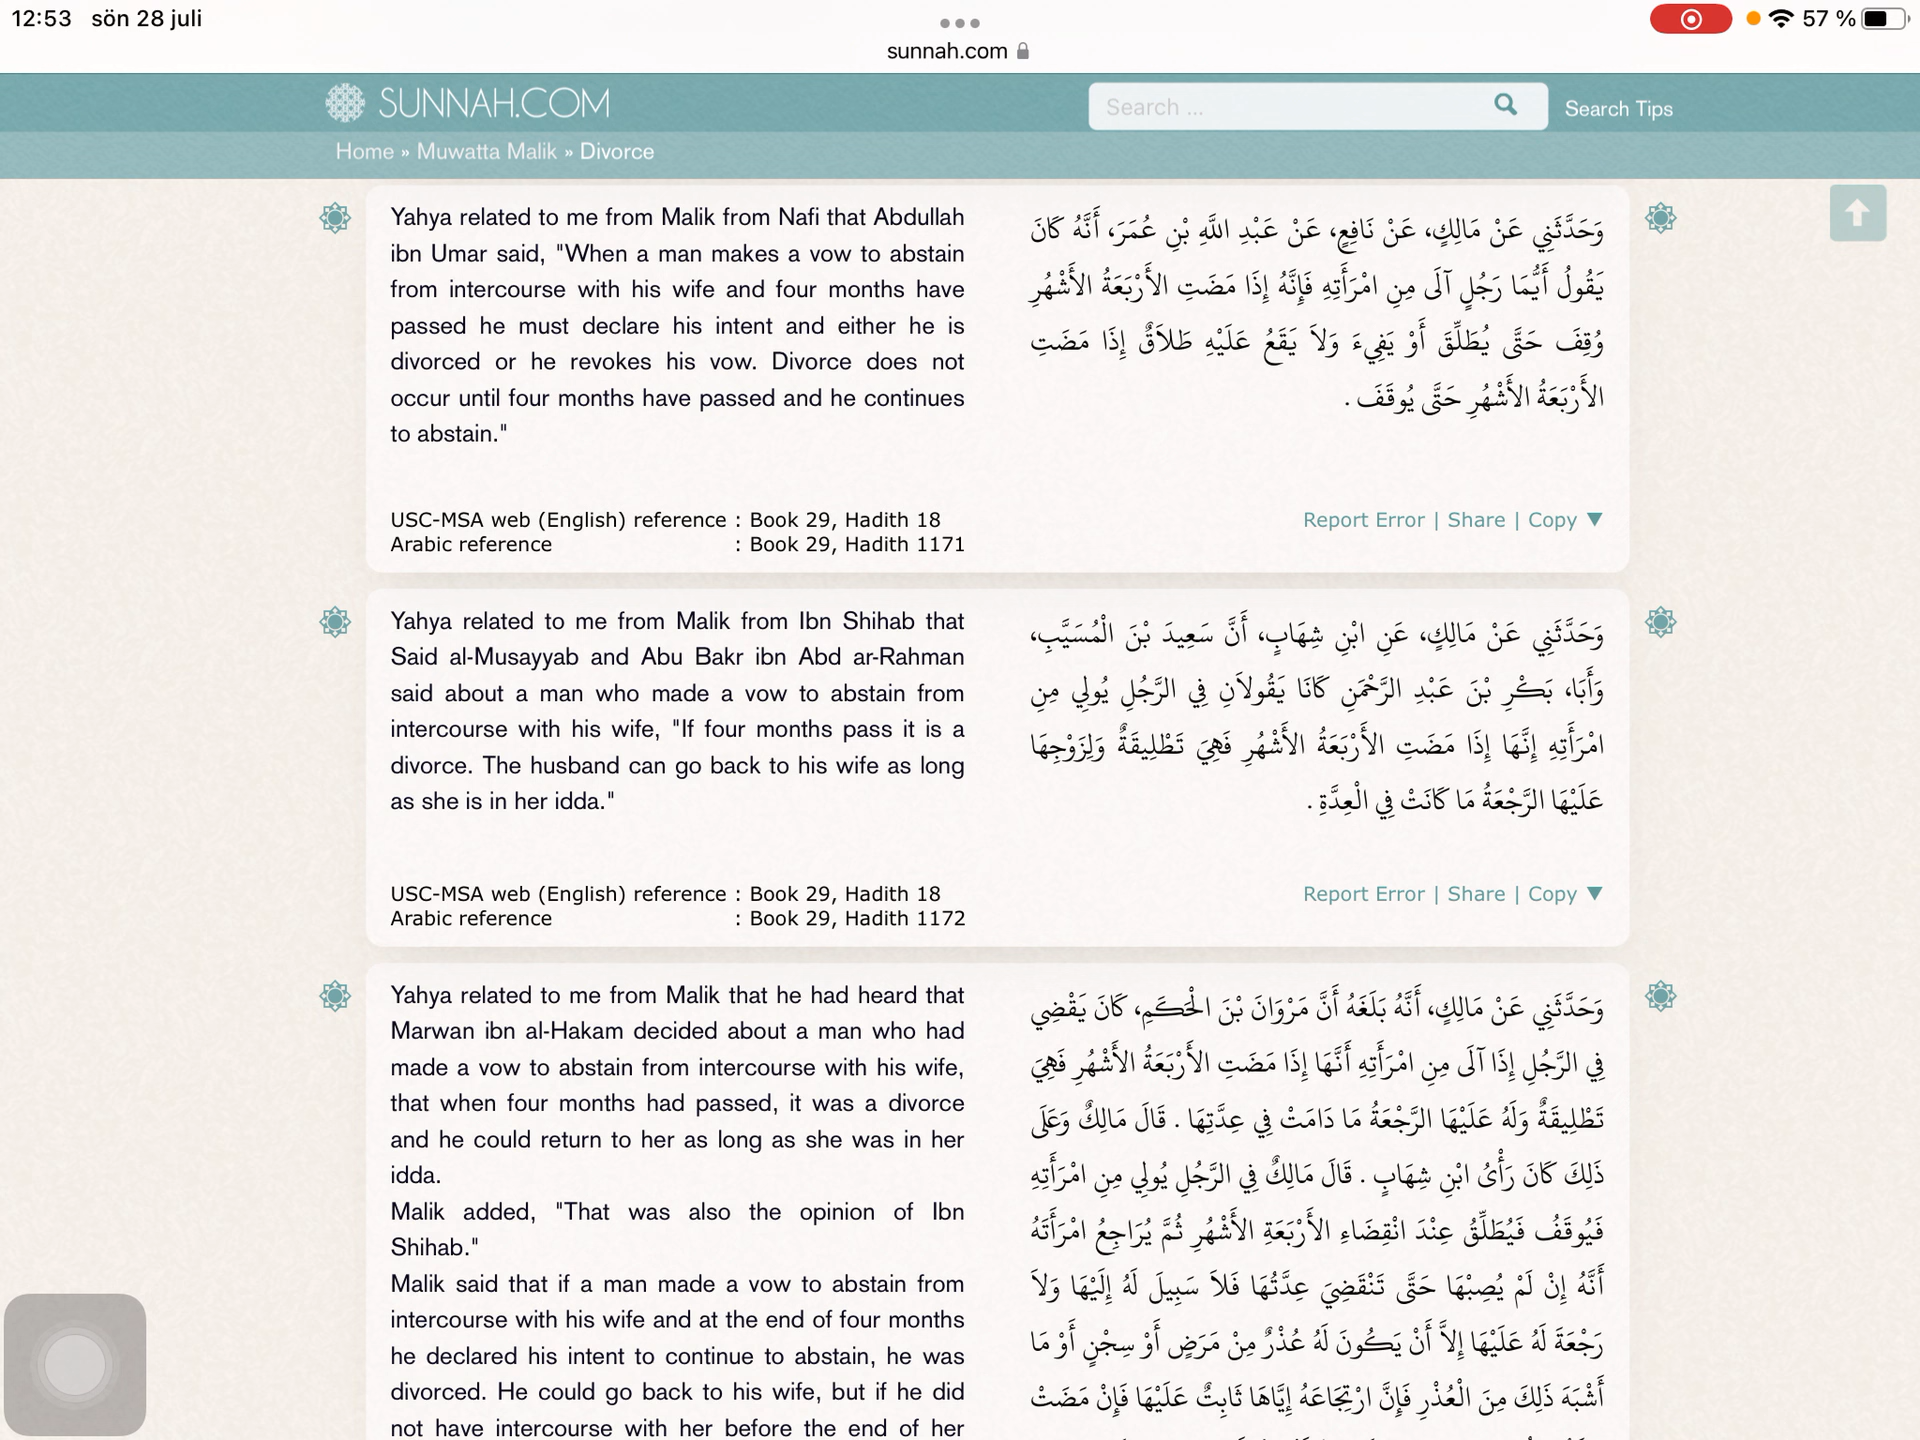 12:53 sön 28 juli
57 %
sunnah.com
SUNNAH.COM
Search ...
Search Tips
Home » Muwatta Malik » Divorce
Yahya related to me from Malik from Nafi that Abdullah
ibn Umar said, "When a man makes a vow to abstain
from intercourse with his wife and four months have
passed he must declare his intent and either he is
divorced or he revokes his vow. Divorce does not
occur until four months have passed and he continues
to abstain."
وَحَدَّثَنِي عَنْ مَالِكٍ، عَنْ نَافِعٍ، عَنْ عَبْدِ اللَّهِ بْنِ عُمَرَ، أَنَّهُ كَانَ
يَقُولُ أَيُّمَا رَجُلٍ آلَى مِنِ امْرَأَتِهِ فَإِنَّهُ إِذَا مَضَتِ الأَرْبَعَةُ الأَشْهُرِ
وُقِفَ حَتَّى يُطَلِّقَ أَوْ يَفِيءَ وَلاَ يَقَعُ عَلَيْهِ طَلاَقٌ إِذَا مَضَتِ
الأَرْبَعَةُ الأَشْهُرِ حَتَّى يُوقَفَ .
USC-MSA web (English) reference : Book 29, Hadith 18
Arabic reference : Book 29, Hadith 1171
Report Error | Share | Copy ▼
Yahya related to me from Malik from Ibn Shihab that
Said al-Musayyab and Abu Bakr ibn Abd ar-Rahman
said about a man who made a vow to abstain from
intercourse with his wife, "If four months pass it is a
divorce. The husband can go back to his wife as long
as she is in her idda."
وَحَدَّثَنِي عَنْ مَالِكٍ، عَنِ ابْنِ شِهَابٍ، أَنَّ سَعِيدَ بْنَ الْمُسَيَّبِ،
وَأَبَا، بَكْرِ بْنَ عَبْدِ الرَّحْمَنِ كَانَا يَقُولاَنِ فِي الرَّجُلِ يُولِي مِنِ
امْرَأَتِهِ إِنَّهَا إِذَا مَضَتِ الأَرْبَعَةُ الأَشْهُرِ فَهِيَ تَطْلِيقَةٌ وَلِزَوْجِهَا
عَلَيْهَا الرَّجْعَةُ مَا كَانَتْ فِي الْعِدَّةِ .
USC-MSA web (English) reference : Book 29, Hadith 18
Arabic reference : Book 29, Hadith 1172
Report Error | Share | Copy ▼
Yahya related to me from Malik that he had heard that
Marwan ibn al-Hakam decided about a man who had
made a vow to abstain from intercourse with his wife,
that when four months had passed, it was a divorce
and he could return to her as long as she was in her
idda.
Malik added, "That was also the opinion of Ibn
Shihab."
Malik said that if a man made a vow to abstain from
intercourse with his wife and at the end of four months
he declared his intent to continue to abstain, he was
divorced. He could go back to his wife, but if he did
not have intercourse with her before the end of her
وَحَدَّثَنِي عَنْ مَالِكٍ، أَنَّهُ بَلَغَهُ أَنَّ مَرْوَانَ بْنَ الْحَكَمِ، كَانَ يَقْضِي
فِي الرَّجُلِ إِذَا آلَى مِنِ امْرَأَتِهِ أَنَّهَا إِذَا مَضَتِ الأَرْبَعَةُ الأَشْهُرِ فَهِيَ
تَطْلِيقَةٌ وَلَهُ عَلَيْهَا الرَّجْعَةُ مَا دَامَتْ فِي عِدَّتِهَا . قَالَ مَالِكٌ وَعَلَى
ذَلِكَ كَانَ رَأْىُ ابْنِ شِهَابٍ . قَالَ مَالِكٌ فِي الرَّجُلِ يُولِي مِنِ امْرَأَتِهِ
فَيُوقَفُ فَيُطَلِّقُ عِنْدَ انْقِضَاءِ الأَرْبَعَةِ الأَشْهُرِ ثُمَّ يُرَاجِعُ امْرَأَتَهُ
أَنَّهُ إِنْ لَمْ يُصِبْهَا حَتَّى تَنْقَضِيَ عِدَّتُهَا فَلاَ سَبِيلَ لَهُ إِلَيْهَا وَلاَ
رَجْعَةَ لَهُ عَلَيْهَا إِلاَّ أَنْ يَكُونَ لَهُ عُذْرٌ مِنْ مَرَضٍ أَوْ سِجْنٍ أَوْ مَا
أَشْبَهَ ذَلِكَ مِنَ الْعُذْرِ فَإِنَّ ارْتِجَاعَهُ إِيَّاهَا ثَابِتٌ عَلَيْهَا فَإِنْ مَضَتْ